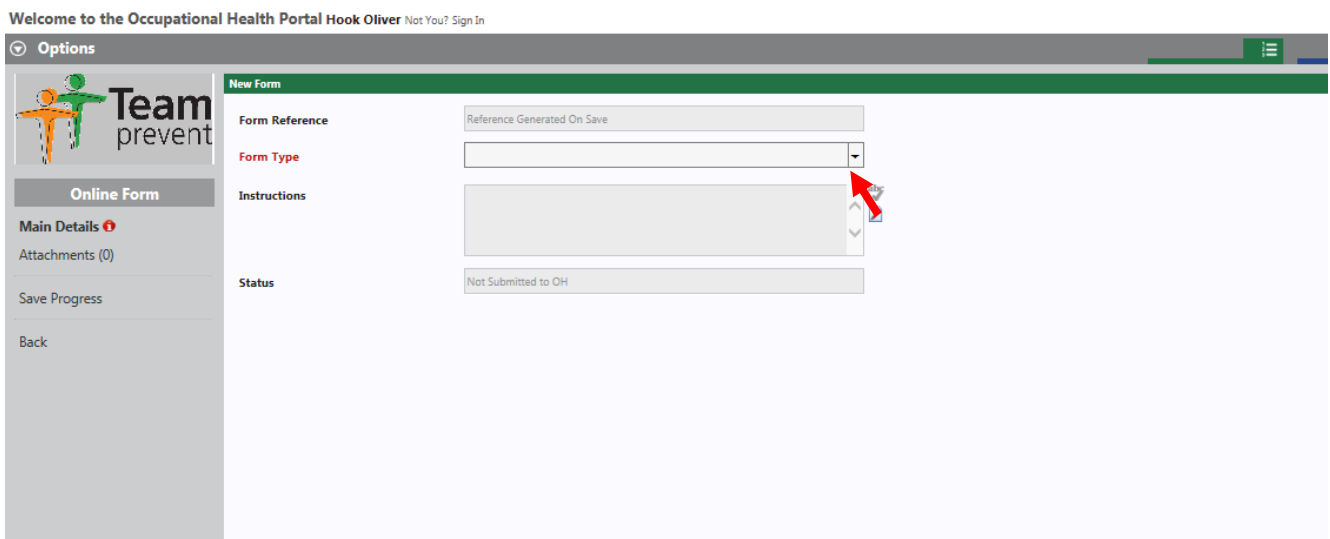 Welcome to the Occupational Health Portal Hook Oliver Not You? Sign In
Options
Team
prevent
Online Form
Main Details
Attachments (0)
Save Progress
Back
New Form
Form Reference
Reference Generated On Save
Form Type
Instructions
abc
Status
Not Submitted to OH